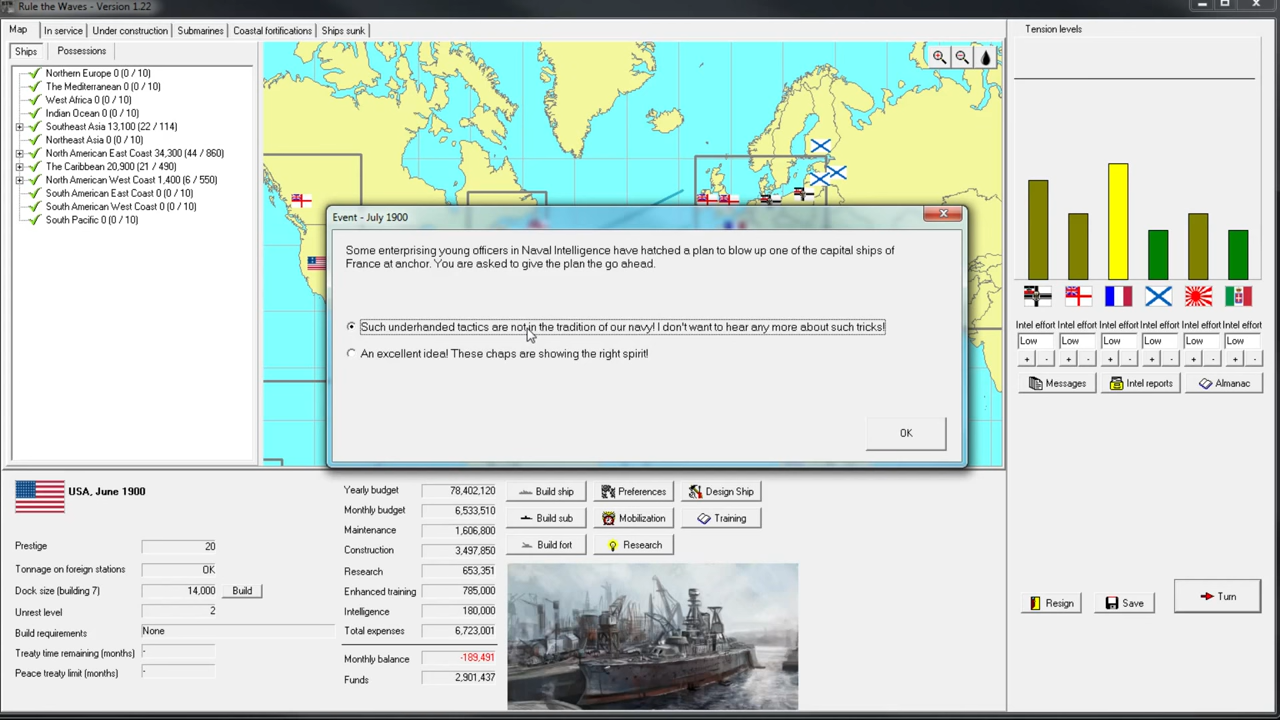 Rule the Waves - Version 1.22
Map
In service
Under construction
Submarines
Coastal fortifications
Ships sunk
Ships
Possessions
Northern Europe 0 (0 / 10)
The Mediterranean 0 (0 / 10)
West Africa 0 (0 / 10)
Indian Ocean 0 (0 / 10)
Southeast Asia 13,100 (22 / 114)
Northeast Asia 0 (0 / 10)
North American East Coast 34,300 (44 / 860)
The Caribbean 20,900 (21 / 490)
North American West Coast 1,400 (6 / 550)
South American East Coast 0 (0 / 10)
South American West Coast 0 (0 / 10)
South Pacific 0 (0 / 10)
Event - July 1900
Some enterprising young officers in Naval Intelligence have hatched a plan to blow up one of the capital ships of
France at anchor. You are asked to give the plan the go ahead.
Such underhanded tactics are not in the tradition of our navy! I don't want to hear any more about such tricks!
An excellent idea! These chaps are showing the right spirit!
OK
Tension levels
Intel effort Intel effort Intel effort Intel effort Intel effort Intel effort
Low Low Low Low Low Low
+ - + - + - + - + - + -
Messages
Intel reports
Almanac
USA, June 1900
Prestige 20
Tonnage on foreign stations OK
Dock size (building 7) 14,000 Build
Unrest level 2
Build requirements None
Treaty time remaining (months) -
Peace treaty limit (months) -
Yearly budget 78,402,120
Monthly budget 6,533,510
Maintenance 1,606,800
Construction 3,497,850
Research 653,351
Enhanced training 785,000
Intelligence 180,000
Total expenses 6,723,001
Monthly balance -189,491
Funds 2,901,437
Build ship
Preferences
Design Ship
Build sub
Mobilization
Training
Build fort
Research
Resign
Save
Turn